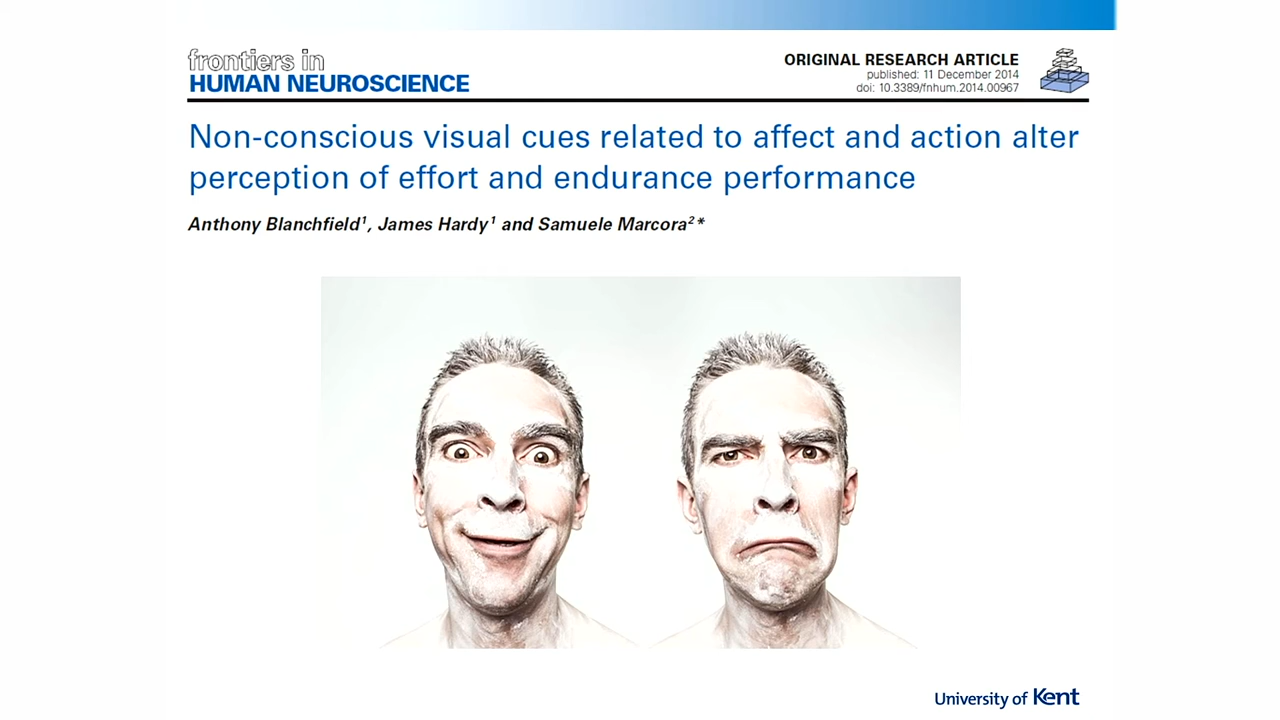 frontiers in
HUMAN NEUROSCIENCE
ORIGINAL RESEARCH ARTICLE
published: 11 December 2014
doi: 10.3389/fnhum.2014.00967
Non-conscious visual cues related to affect and action alter
perception of effort and endurance performance
Anthony Blanchfield¹, James Hardy¹ and Samuele Marcora²*
University of Kent